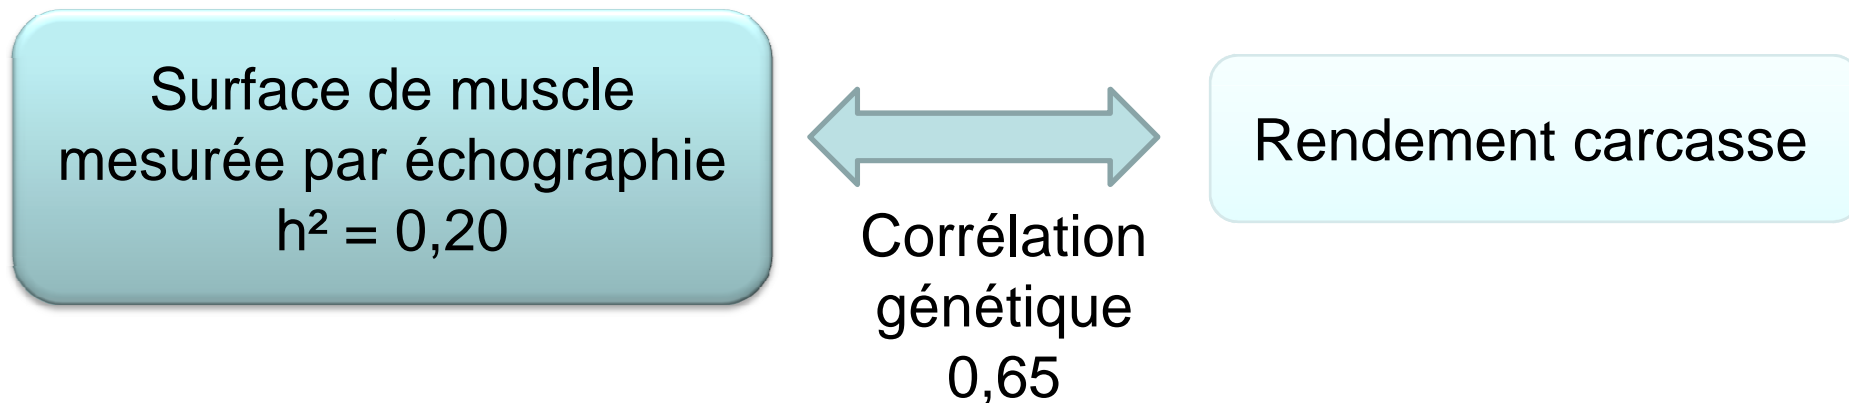 Surface de muscle
mesurée par échographie
h² = 0,20
Corrélation
génétique
0,65
Rendement carcasse